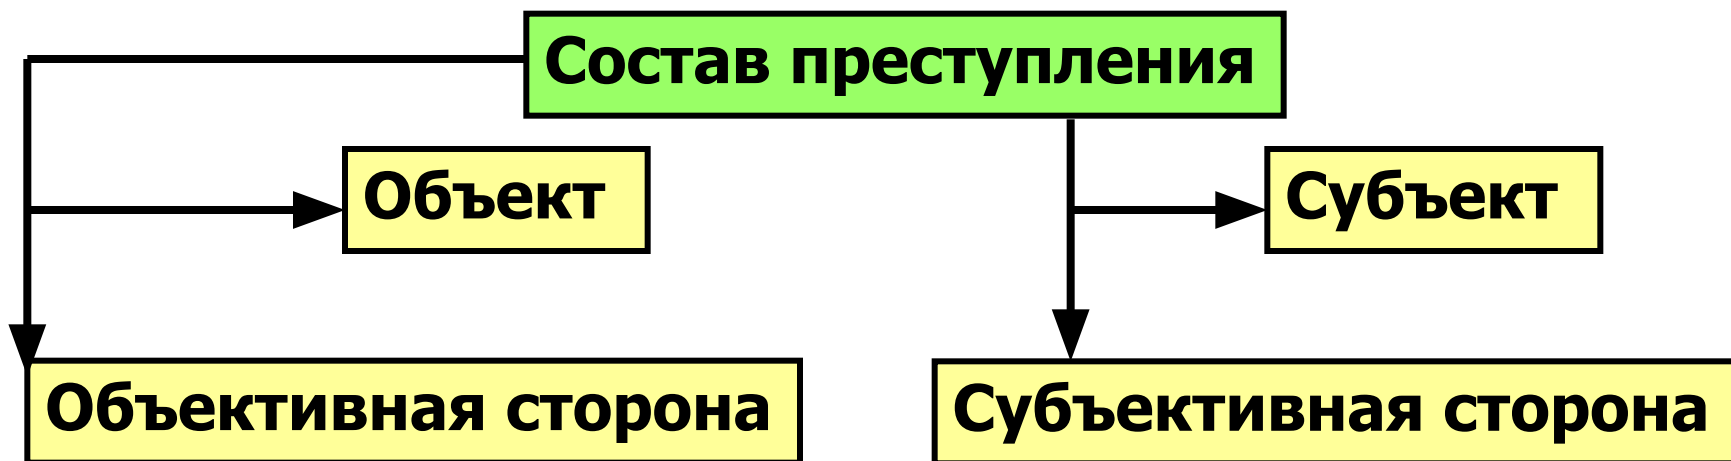 Состав преступления
Объект
Субъект
Объективная сторона
Субъективная сторона